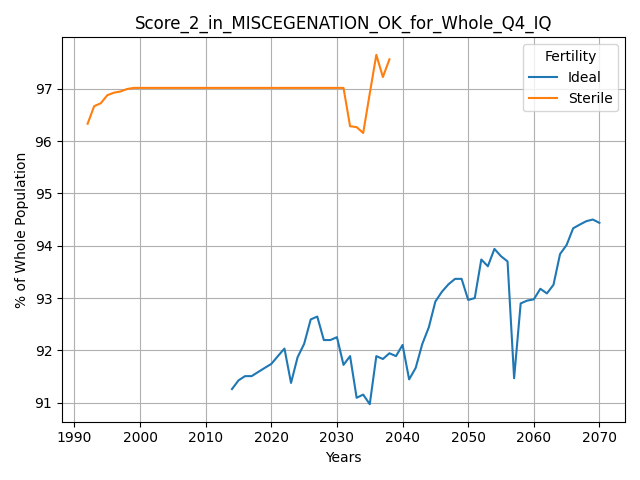 Score_2_in_MISCEGENATION_OK_for_Whole_Q4_IQ
Fertility
Ideal
Sterile
% of Whole Population
97
96
95
94
93
92
91
1990 2000 2010 2020 2030 2040 2050 2060 2070
Years